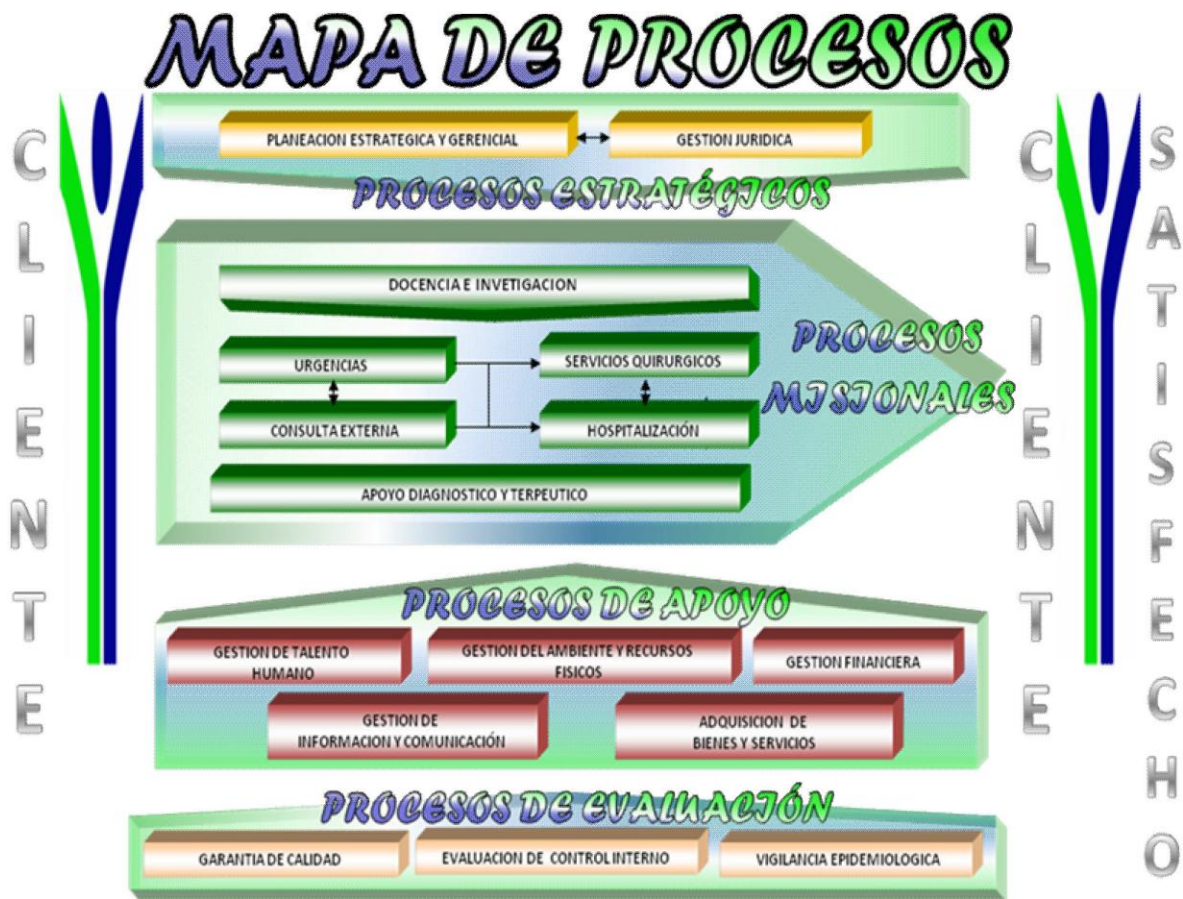 MAPA DE PROCESOS
CLIENTE
PLANEACION ESTRATEGICA Y GERENCIAL
GESTION JURIDICA
PROCESOS ESTRATÉGICOS
DOCENCIA E INVETIGACION
URGENCIAS
SERVICIOS QUIRURGICOS
CONSULTA EXTERNA
HOSPITALIZACIÓN
APOYO DIAGNOSTICO Y TERPEUTICO
PROCESOS
MISIONALES
PROCESOS DE APOYO
GESTION DE TALENTO
HUMANO
GESTION DEL AMBIENTE Y RECURSOS
FISICOS
GESTION FINANCIERA
GESTION DE
INFORMACION Y COMUNICACIÓN
ADQUISICION DE
BIENES Y SERVICIOS
PROCESOS DE EVALUACIÓN
GARANTIA DE CALIDAD
EVALUACION DE CONTROL INTERNO
VIGILANCIA EPIDEMIOLOGICA
CLIENTE
SATISFECHO